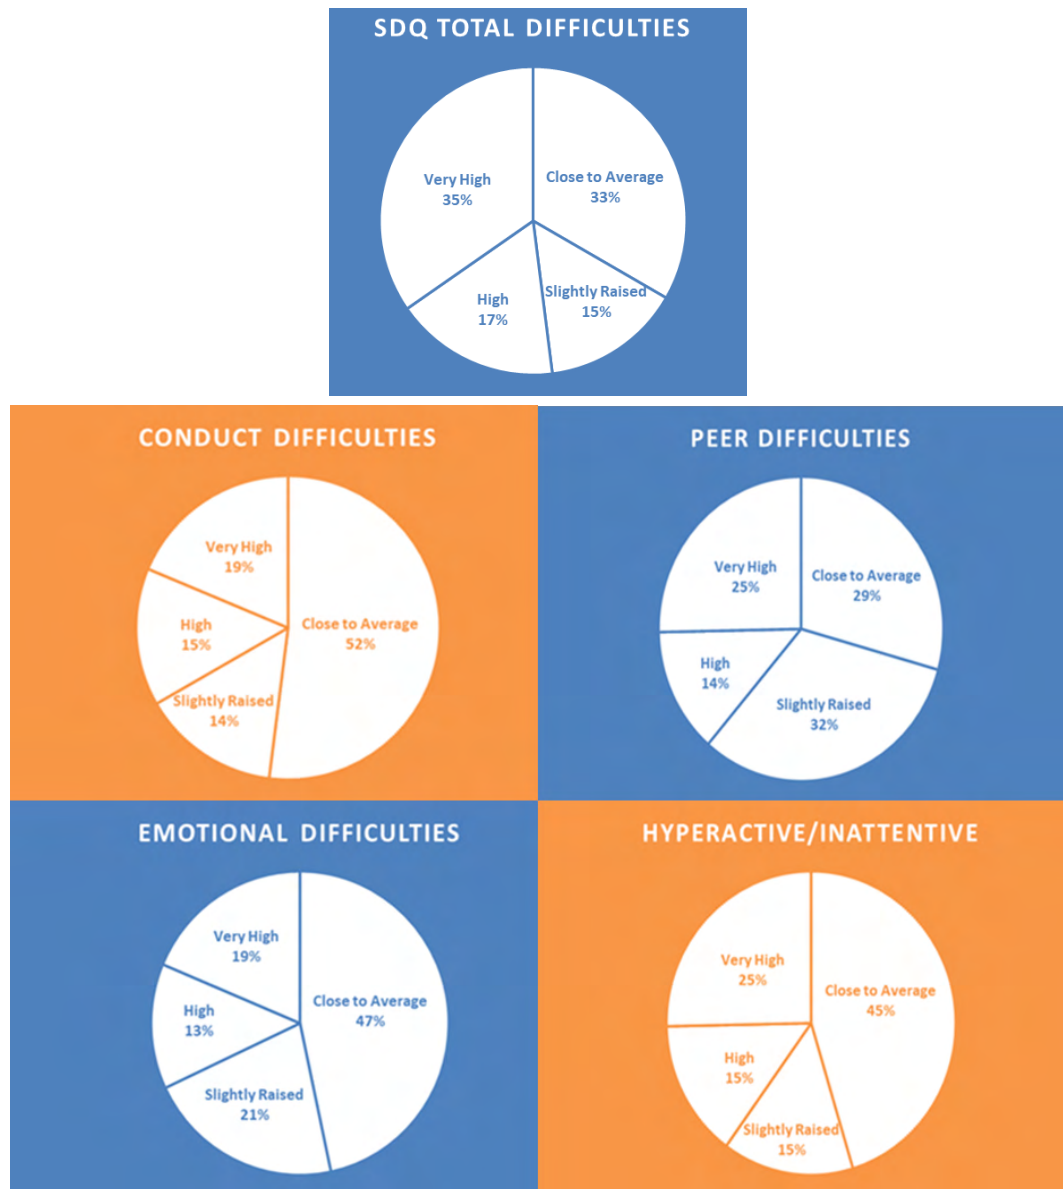 SDQ TOTAL DIFFICULTIES
Very High
35%
Close to Average
33%
High
17%
Slightly Raised
15%
CONDUCT DIFFICULTIES
Very High
19%
High
15%
Close to Average
52%
Slightly Raised
14%
PEER DIFFICULTIES
Very High
25%
Close to Average
29%
High
14%
Slightly Raised
32%
EMOTIONAL DIFFICULTIES
Very High
19%
Close to Average
47%
High
13%
Slightly Raised
21%
HYPERACTIVE/INATTENTIVE
Very High
25%
Close to Average
45%
High
15%
Slightly Raised
15%